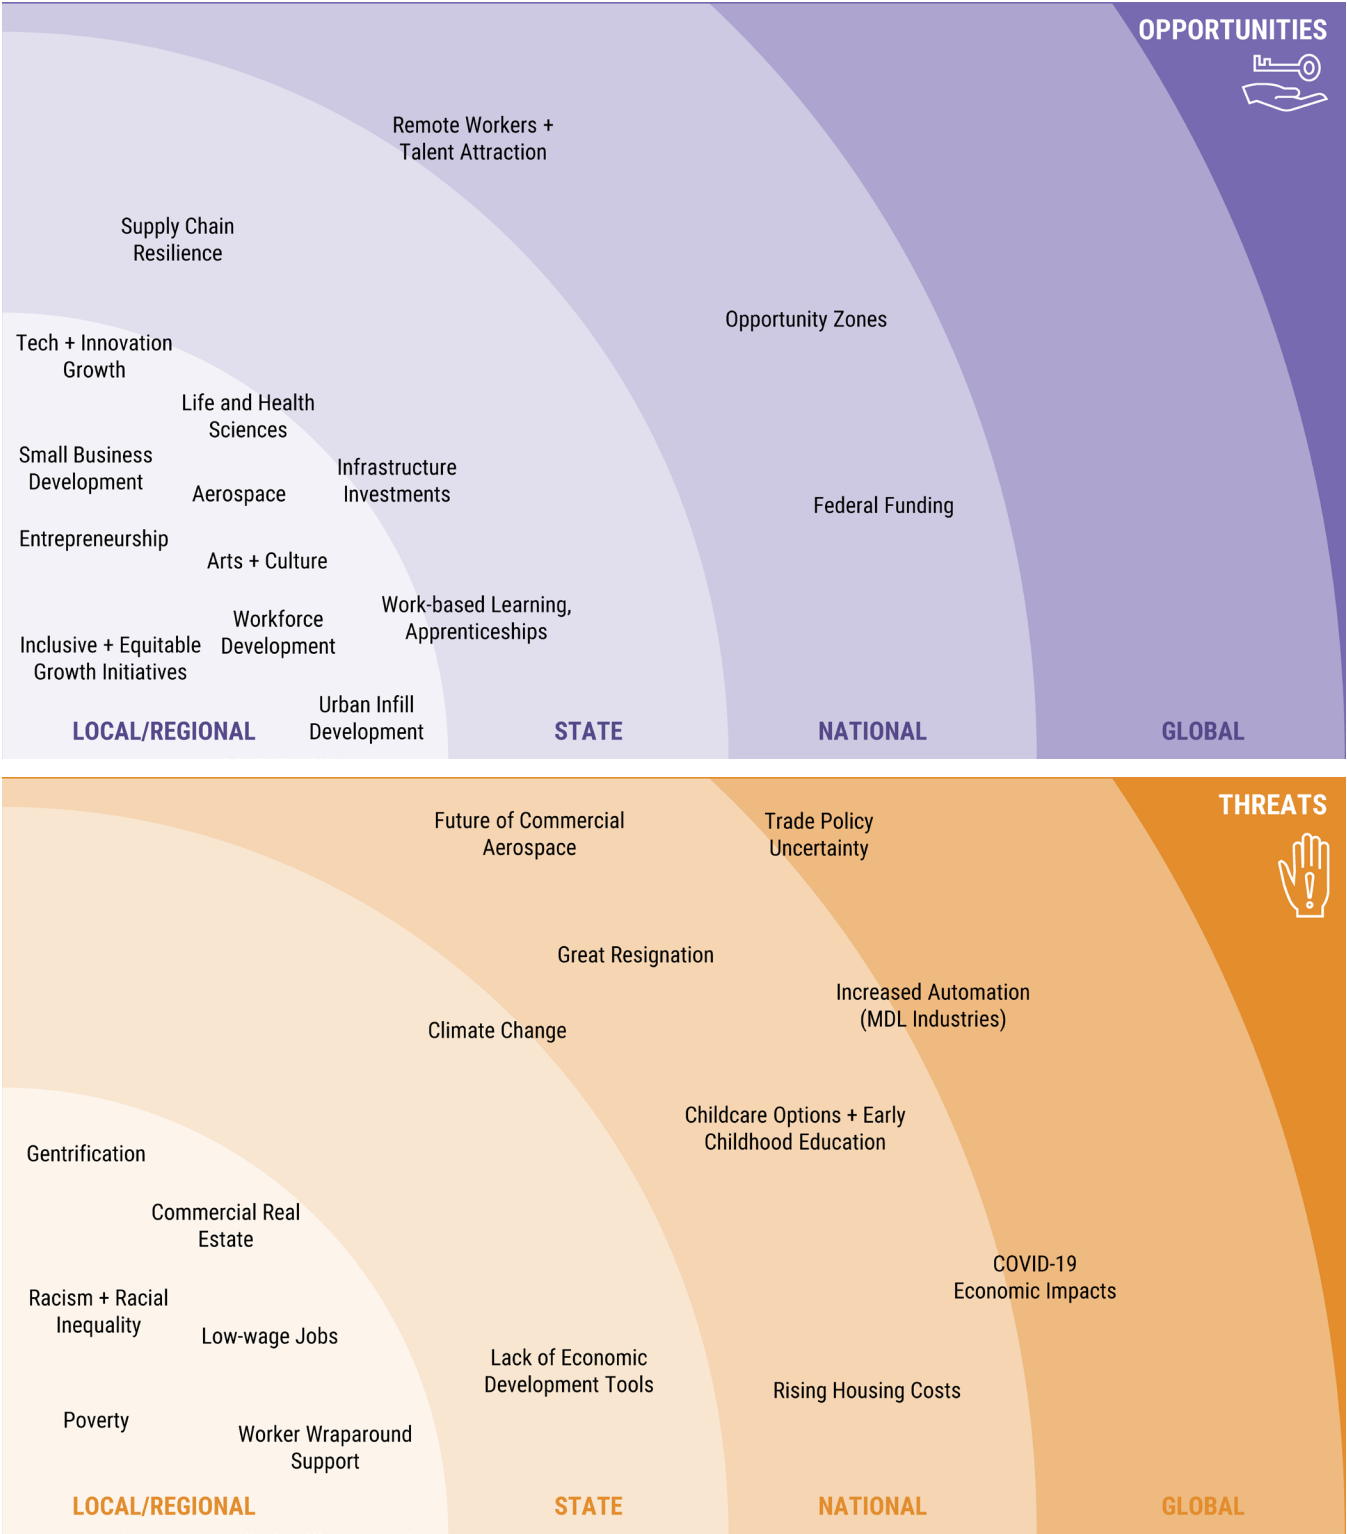 OPPORTUNITIES
Remote Workers +
Talent Attraction
Supply Chain
Resilience
Opportunity Zones
Tech + Innovation
Growth
Life and Health
Sciences
Small Business
Development
Infrastructure
Investments
Aerospace
Federal Funding
Entrepreneurship
Arts + Culture
Work-based Learning,
Apprenticeships
Workforce
Development
Inclusive + Equitable
Growth Initiatives
Urban Infill
Development
LOCAL/REGIONAL
STATE
NATIONAL
GLOBAL
THREATS
Future of Commercial
Aerospace
Trade Policy
Uncertainty
Great Resignation
Increased Automation
(MDL Industries)
Climate Change
Childcare Options + Early
Childhood Education
Gentrification
Commercial Real
Estate
COVID-19
Economic Impacts
Racism + Racial
Inequality
Low-wage Jobs
Lack of Economic
Development Tools
Rising Housing Costs
Poverty
Worker Wraparound
Support
LOCAL/REGIONAL
STATE
NATIONAL
GLOBAL